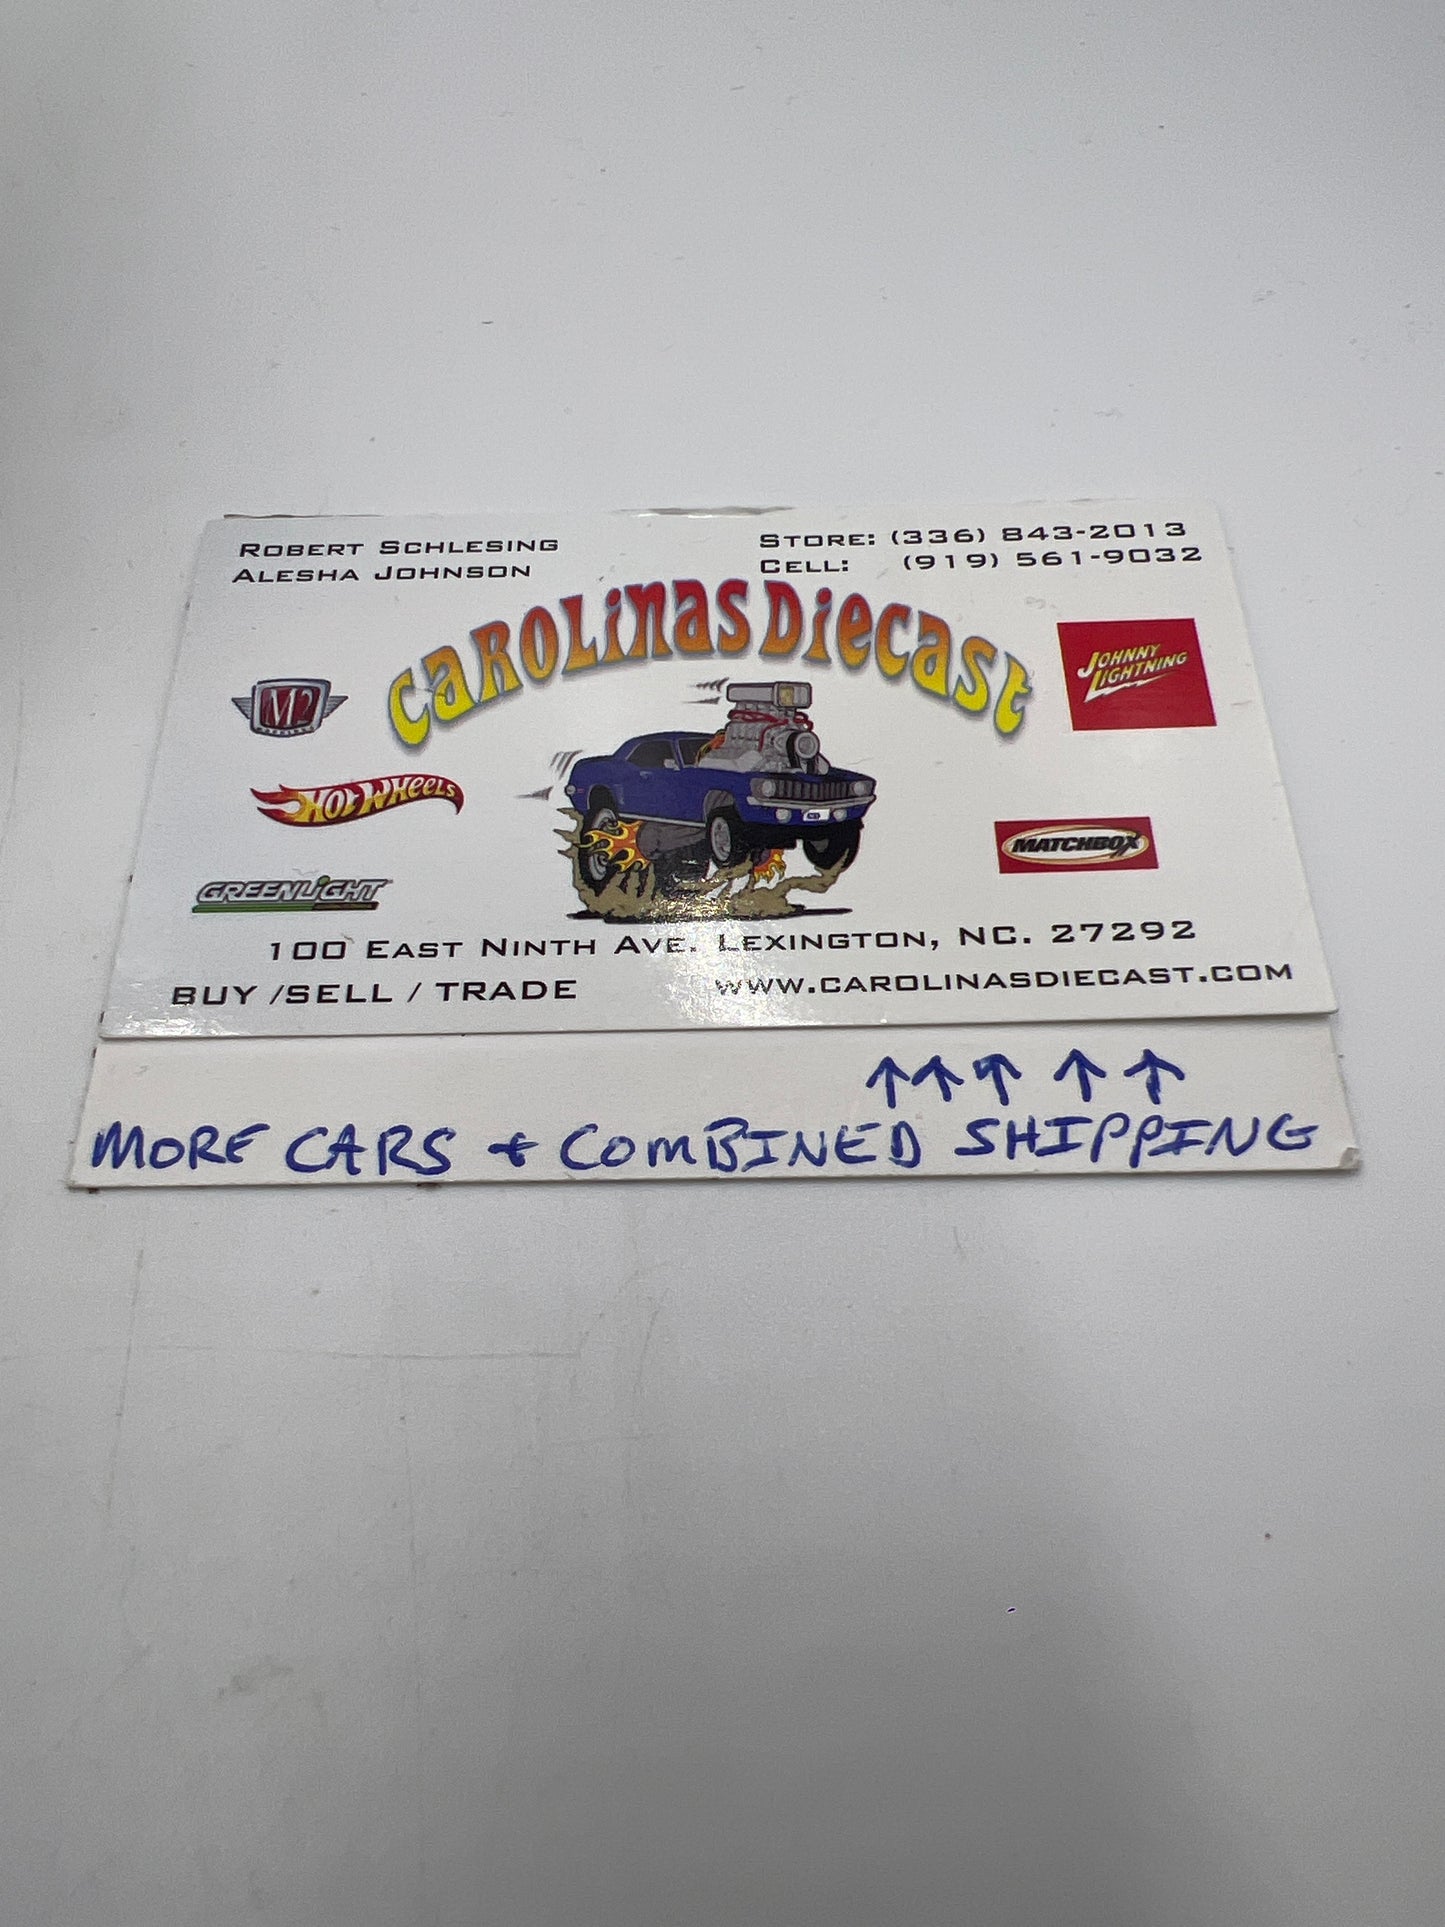 Robert Schlesing
Alesha Johnson
Store: (336) 843-2013
Cell: (919) 561-9032
Carolinas Diecast
M2
MACHINES
Johnny Lightning
Hot Wheels
MATCHBOX
GREENLiGHT
100 East Ninth Ave. Lexington, NC. 27292
BUY /SELL / TRADE
www.carolinasdiecast.com
↑ ↑ ↑ ↑ ↑
MORE CARS + COMBINED SHIPPING